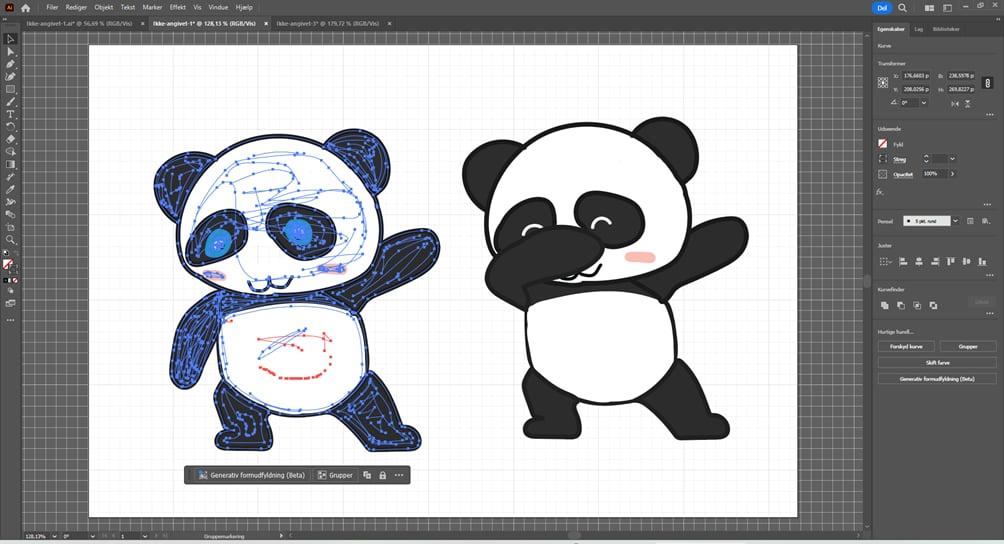 Ai
Filer Rediger Objekt Tekst Marker Effekt Vis Vindue Hjælp
Del
Ikke-angivet-1.ai* @ 56,69 % (RGB/Vis) ×
Ikke-angivet-1* @ 128,13 % (RGB/Vis) ×
Ikke-angivet-3* @ 179,72 % (RGB/Vis) ×
Egenskaber Lag Biblioteker
Kurve
Transformer
X: 176,6603 p B: 238,5976 p
Y: 208,0256 p H: 269,8227 p
0°
Udseende
Fyld
Streg
Opacitet 100%
fx.
Pensel 5 pkt. rund
Juster
Kurvefinder
Hurtige handl...
Forskyd kurve Grupper
Skift farve
Generativ formudfyldning (Beta)
Generativ formudfyldning (Beta) Grupper
128,13% 0° 1 Gruppemarkering